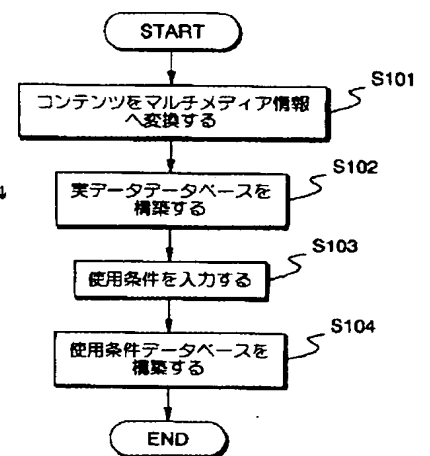 START
S101
コンテンツをマルチメディア情報
へ変換する
S102
実データデータベースを
構築する
S103
使用条件を入力する
S104
使用条件データベースを
構築する
END